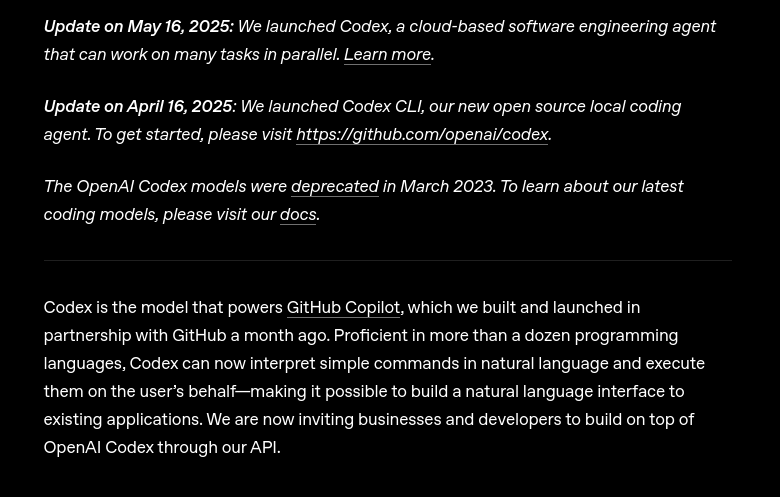 Update on May 16, 2025: We launched Codex, a cloud-based software engineering agent
that can work on many tasks in parallel. Learn more.
Update on April 16, 2025: We launched Codex CLI, our new open source local coding
agent. To get started, please visit https://github.com/openai/codex.
The OpenAI Codex models were deprecated in March 2023. To learn about our latest
coding models, please visit our docs.
Codex is the model that powers GitHub Copilot, which we built and launched in
partnership with GitHub a month ago. Proficient in more than a dozen programming
languages, Codex can now interpret simple commands in natural language and execute
them on the user’s behalf—making it possible to build a natural language interface to
existing applications. We are now inviting businesses and developers to build on top of
OpenAI Codex through our API.